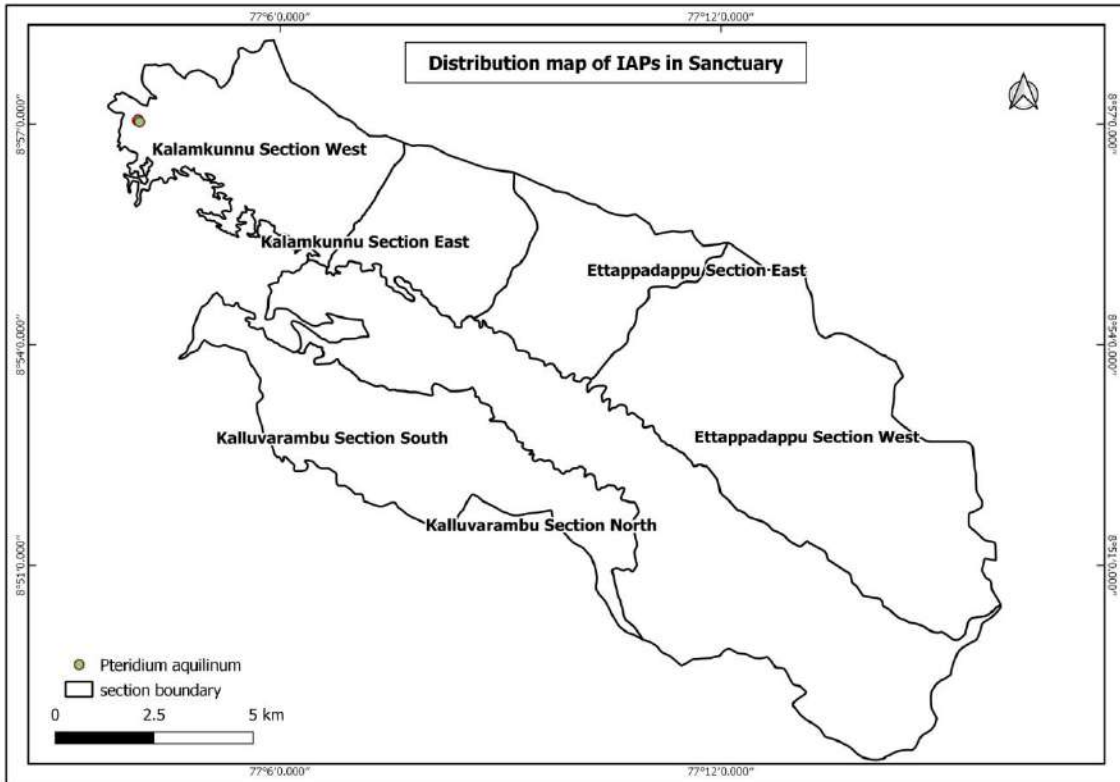 77°6'0.000"
77°12'0.000"
Distribution map of IAPs in Sanctuary
8°57'0.000"
8°57'0.000"
Kalamkunnu Section West
Kalamkunnu Section East
Ettappadappu Section East
8°54'0.000"
8°54'0.000"
Kalluvarambu Section South
Ettappadappu Section West
Kalluvarambu Section North
8°51'0.000"
8°51'0.000"
Pteridium aquilinum
section boundary
0 2.5 5 km
77°6'0.000"
77°12'0.000"